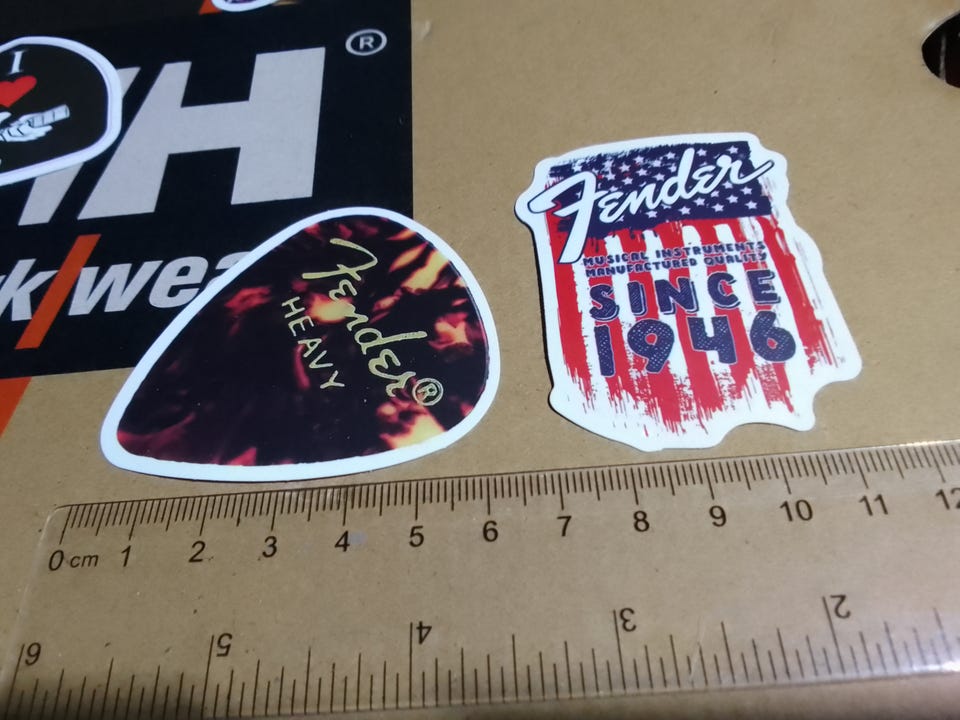 I
H ®
k/wea
Fender®
HEAVY
Fender
MUSICAL INSTRUMENTS
MANUFACTURED QUALITY
SINCE
1946
0 cm 1 2 3 4 5 6 7 8 9 10 11 12
6 5 4 3 2